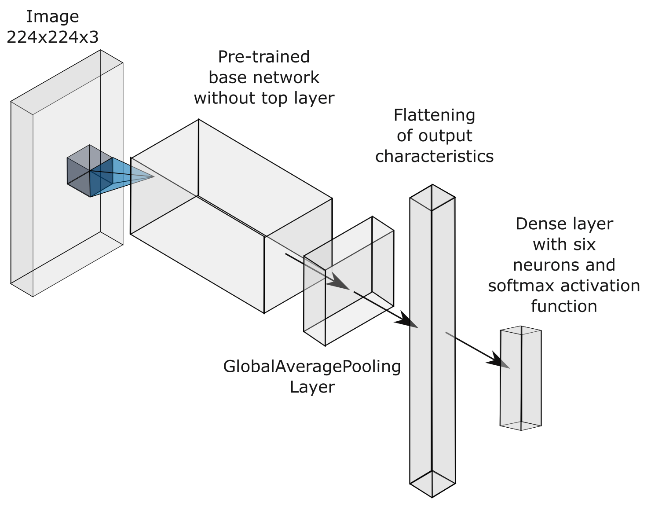 Image
224x224x3
Pre-trained
base network
without top layer
Flattening
of output
characteristics
Dense layer
with six
neurons and
softmax activation
function
GlobalAveragePooling
Layer